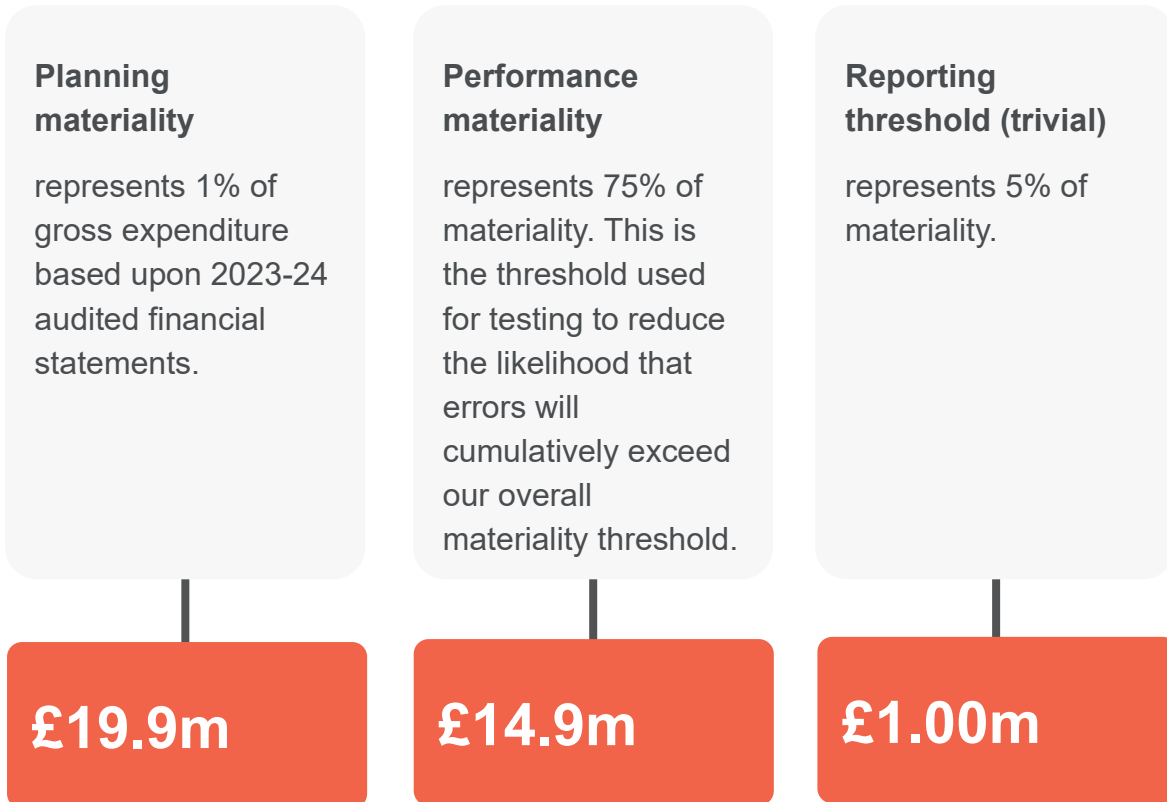 Planning
materiality
represents 1% of
gross expenditure
based upon 2023-24
audited financial
statements.
£19.9m
Performance
materiality
represents 75% of
materiality. This is
the threshold used
for testing to reduce
the likelihood that
errors will
cumulatively exceed
our overall
materiality threshold.
£14.9m
Reporting
threshold (trivial)
represents 5% of
materiality.
£1.00m